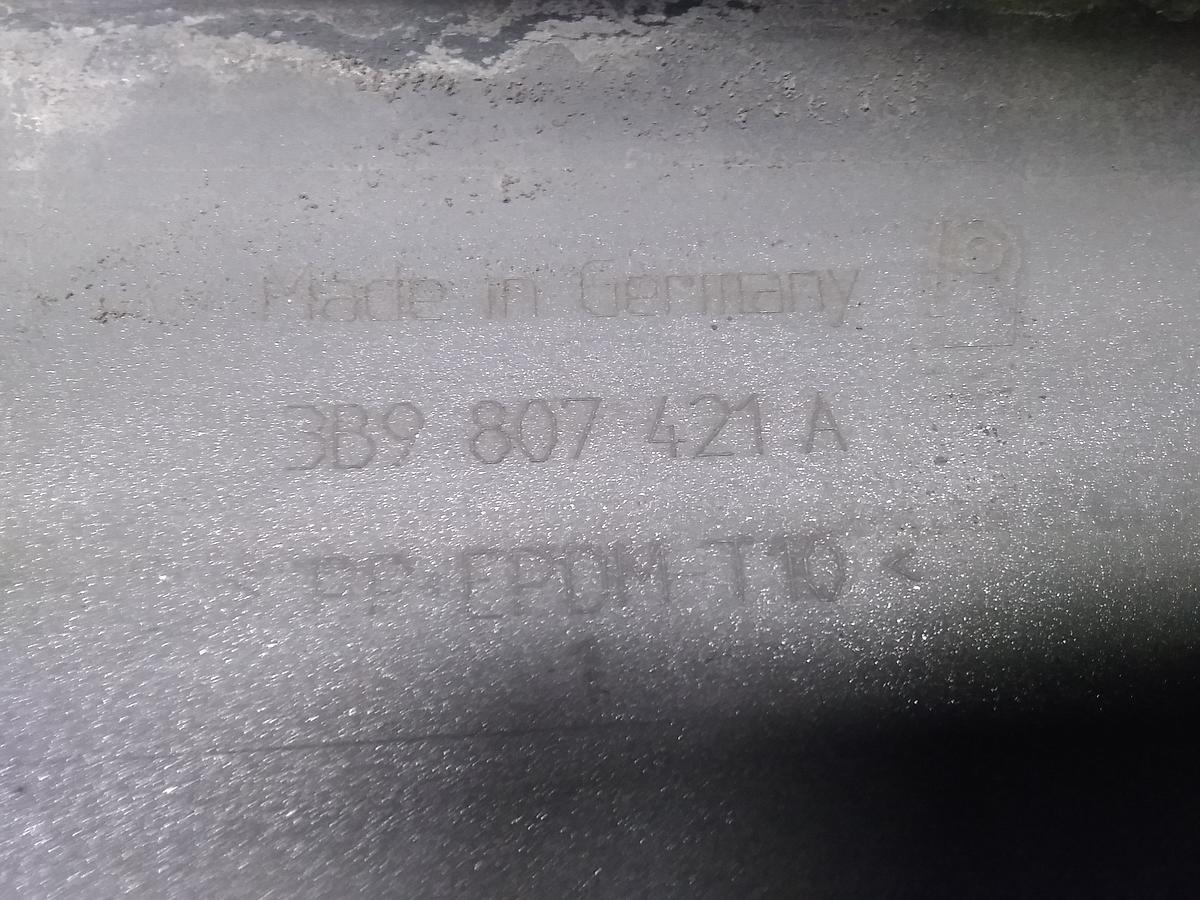 Made in Germany
3B9 807 421 A
> PP-EPDM-T10 <